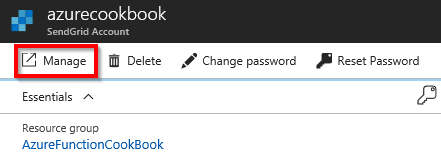 azurecookbook
SendGrid Account
Manage Delete Change password Reset Password
Essentials
Resource group
AzureFunctionCookBook